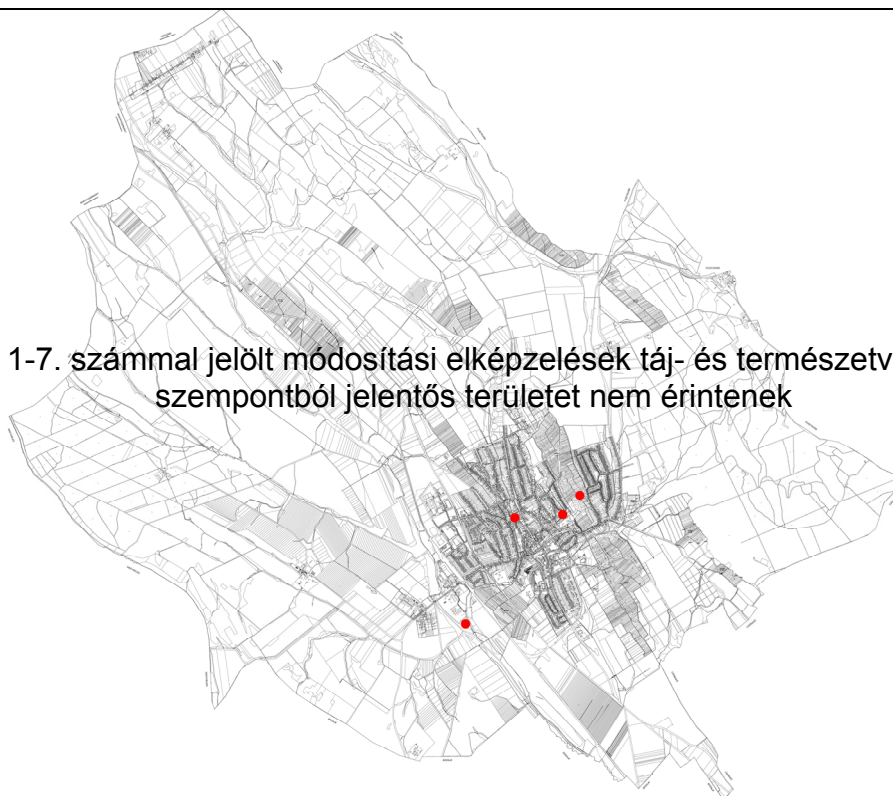 1-7. számmal jelölt módosítási elképzelések táj- és természetv
szempontból jelentős területet nem érintenek